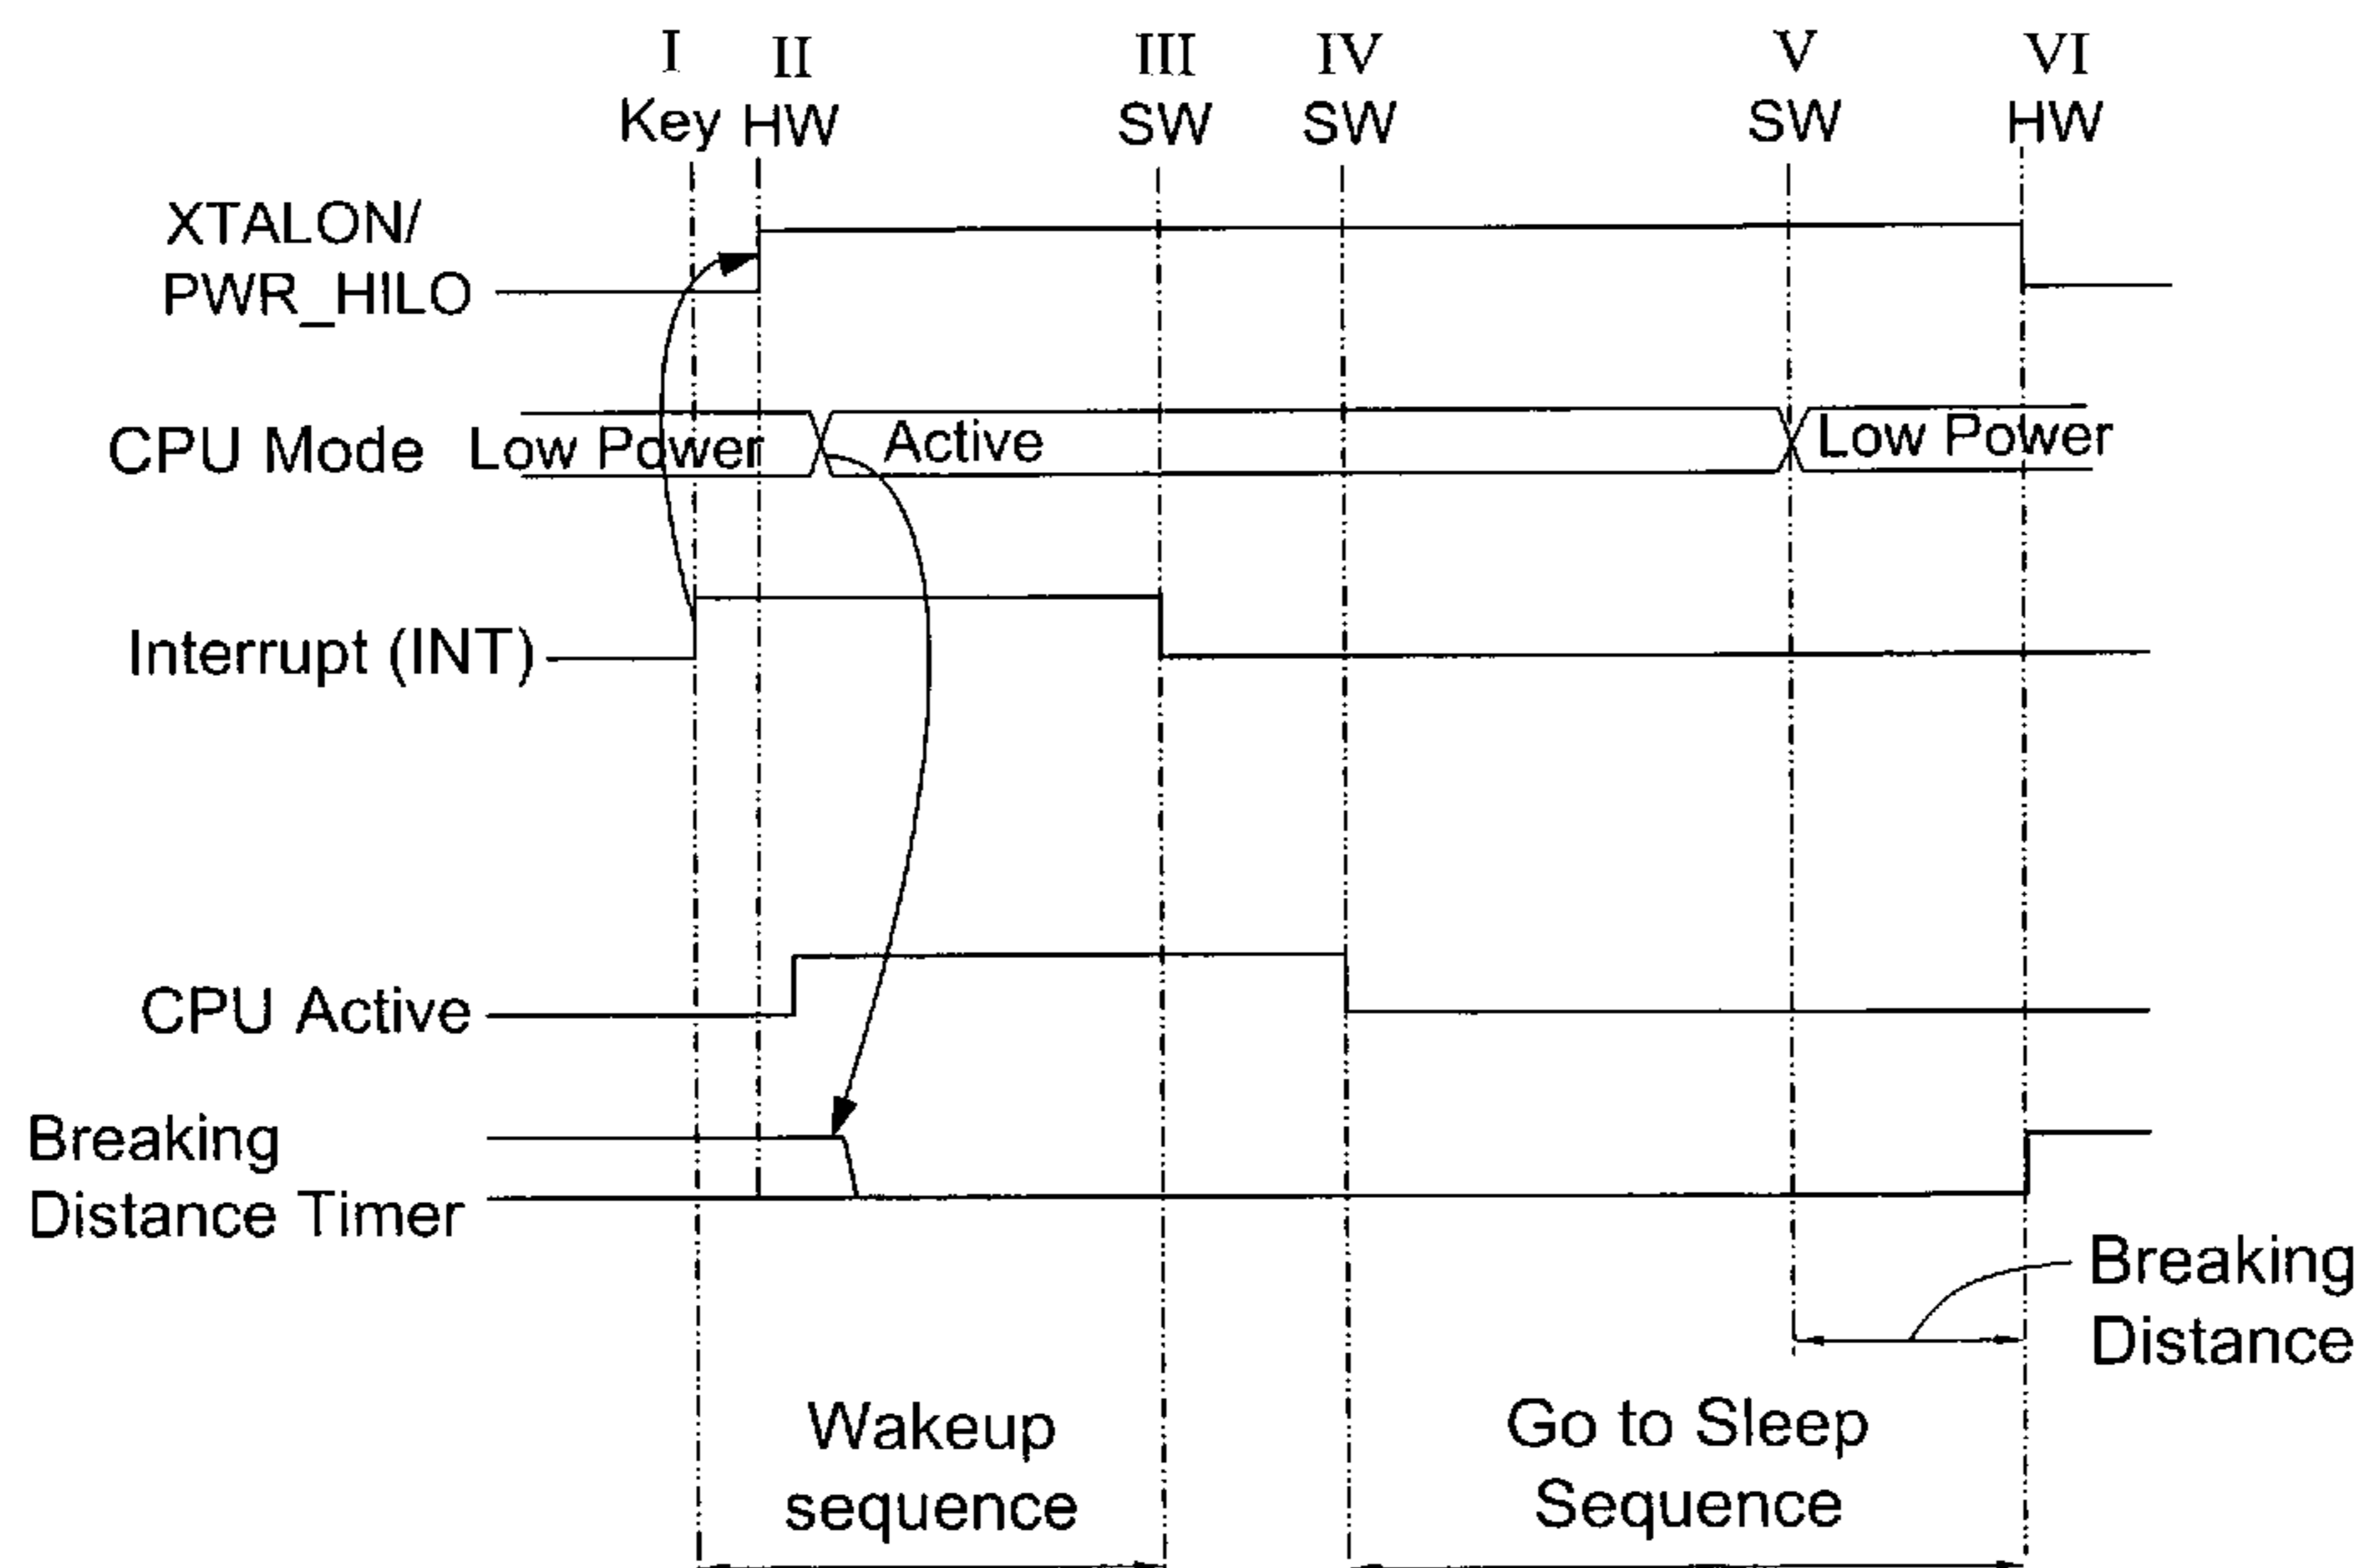 I II III IV V VI
Key HW SW SW SW HW
XTALON/
PWR_HILO
CPU Mode Low Power Active Low Power
Interrupt (INT)
CPU Active
Breaking
Distance Timer
Breaking
Distance
Wakeup
sequence
Go to Sleep
Sequence